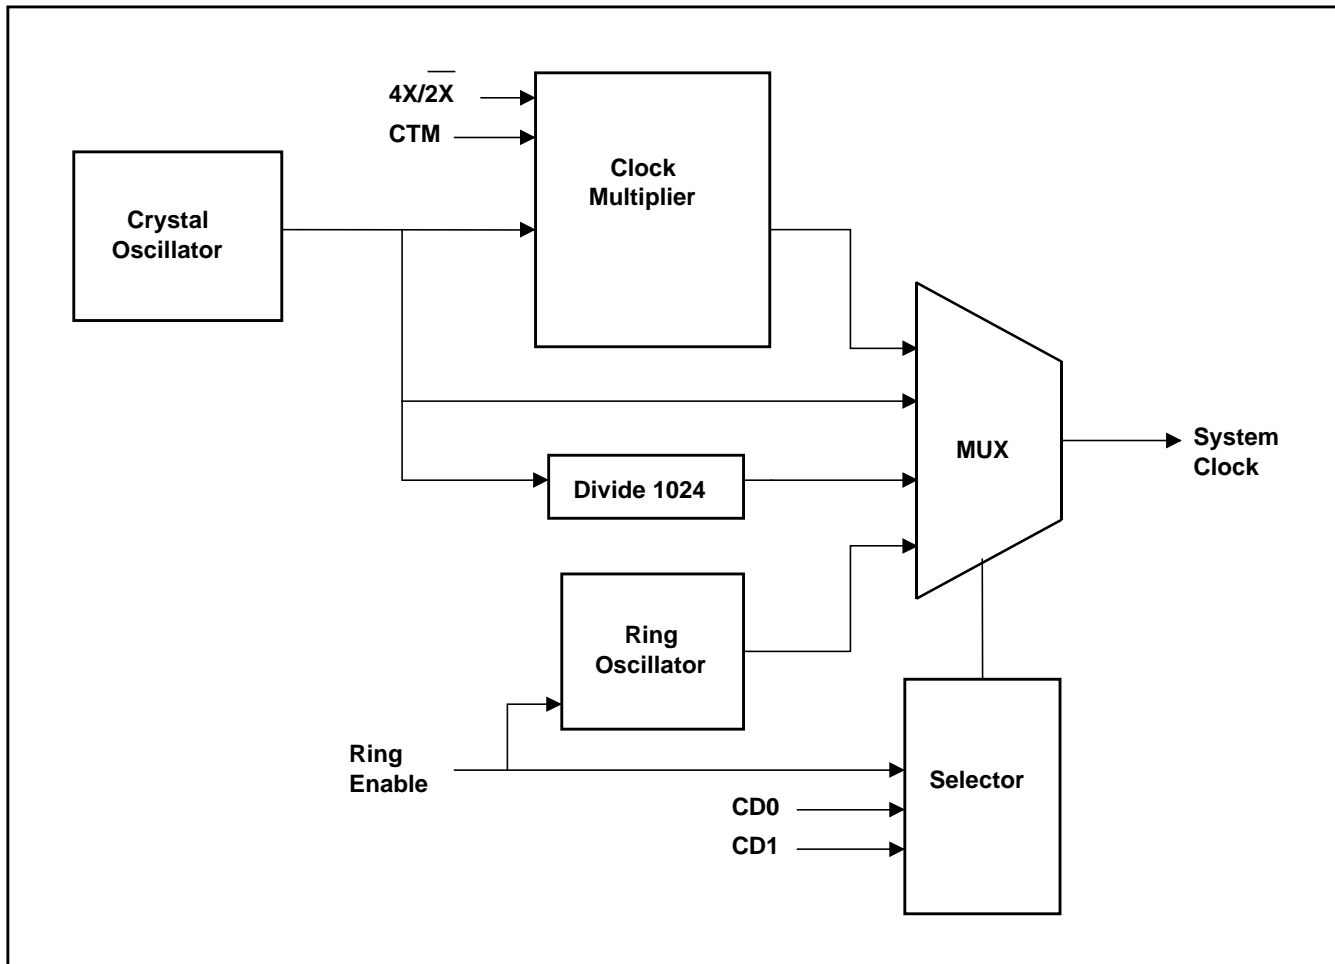 4X/2X
CTM
Clock
Multiplier
Crystal
Oscillator
System
Clock
MUX
Divide 1024
Ring
Oscillator
Ring
Enable
Selector
CD0
CD1